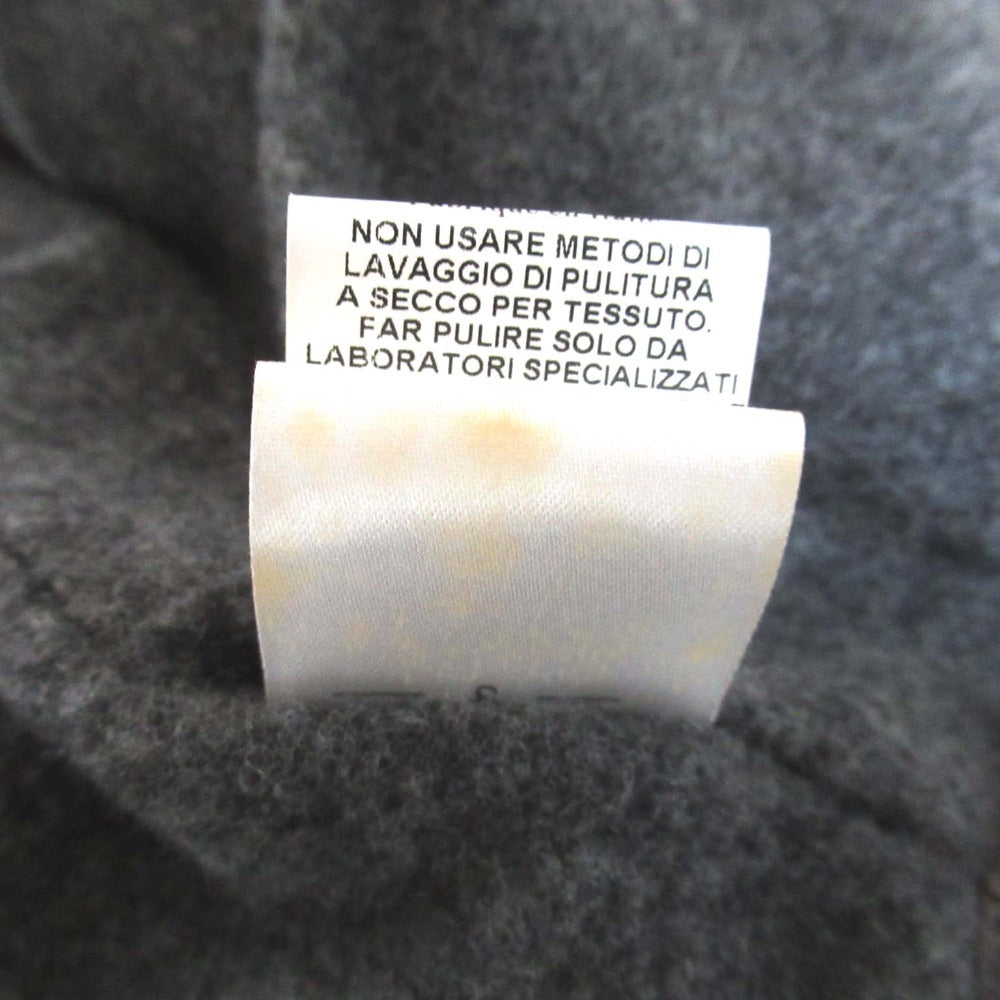 NON USARE METODI DI
LAVAGGIO DI PULITURA
A SECCO PER TESSUTO.
FAR PULIRE SOLO DA
LABORATORI SPECIALIZZATI